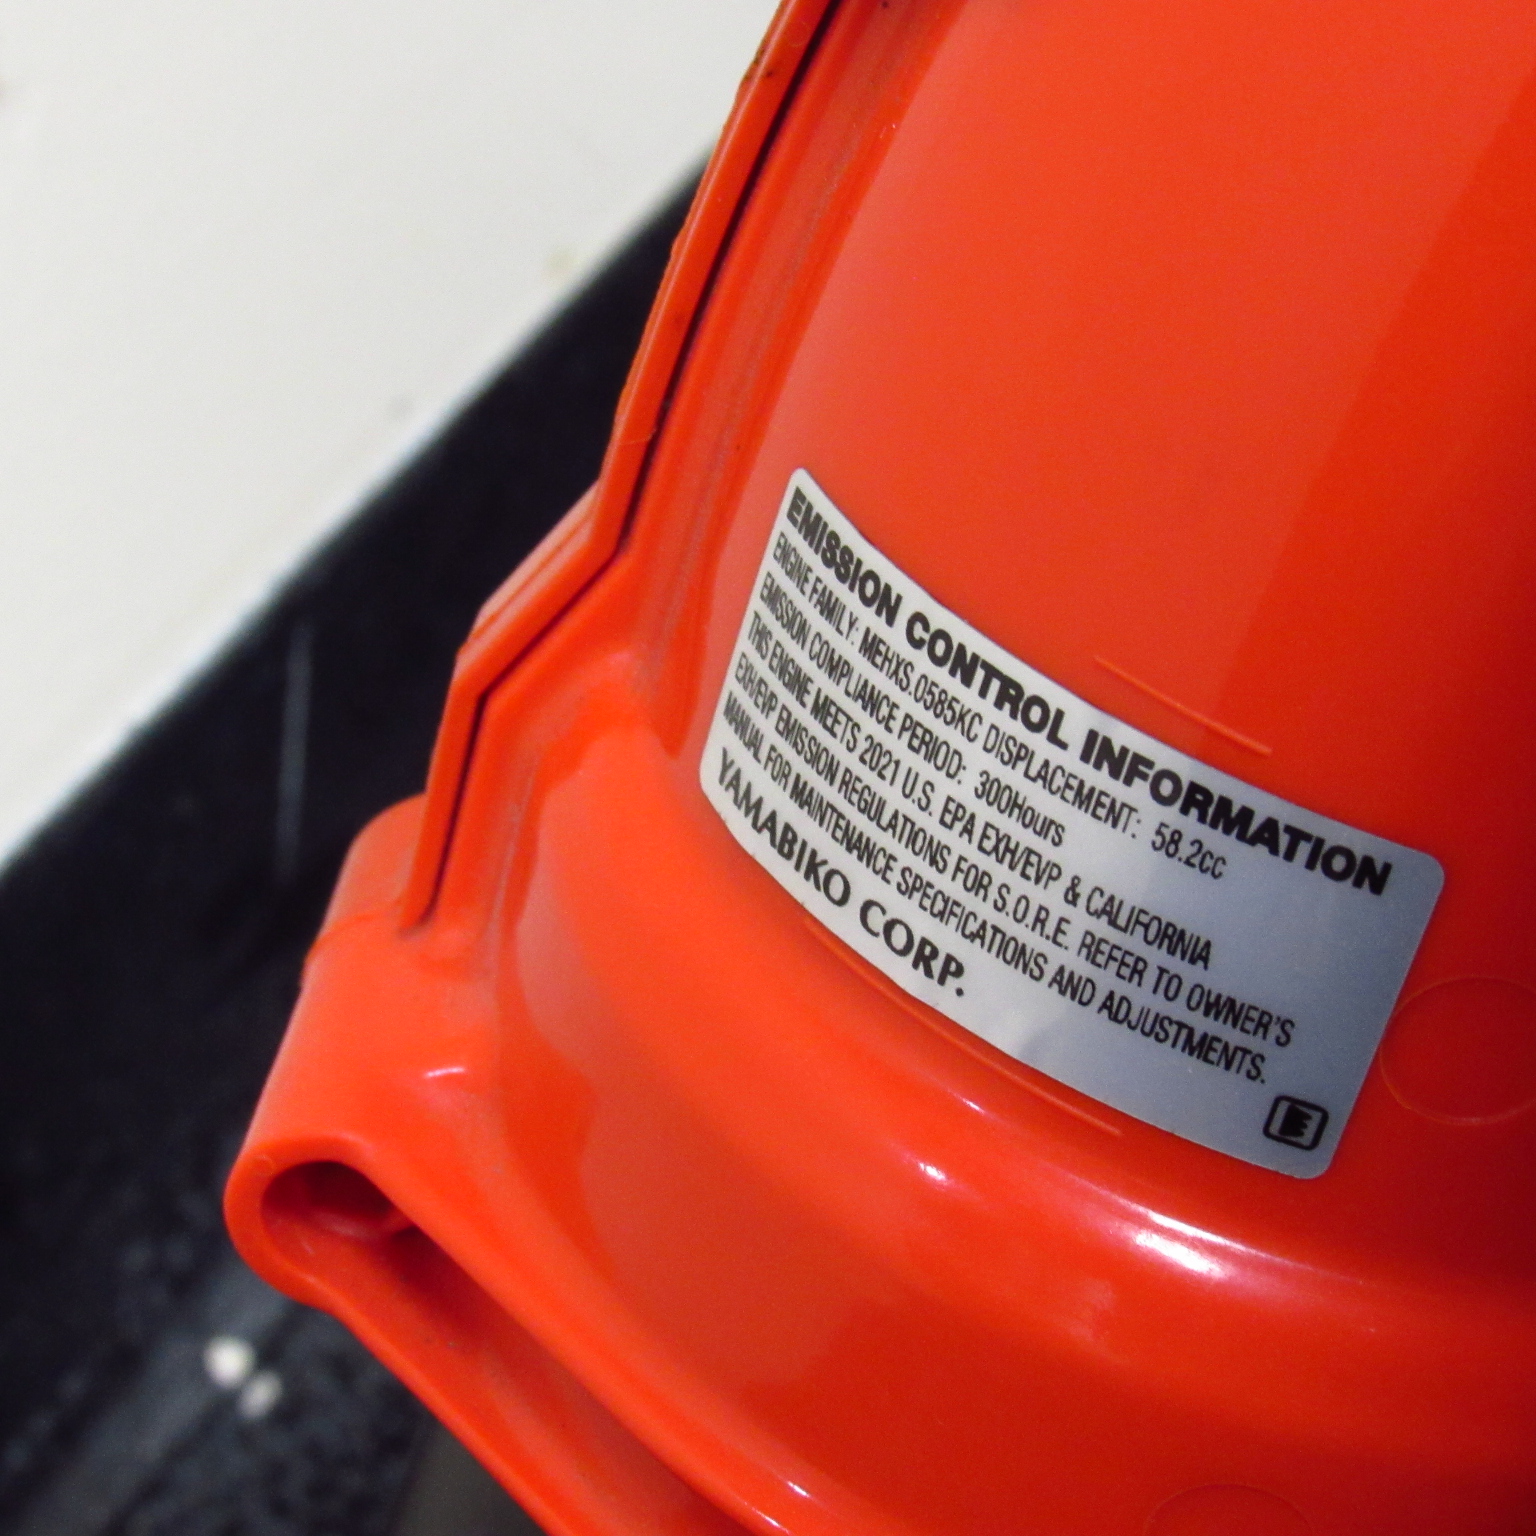 EMISSION CONTROL INFORMATION
ENGINE FAMILY: MEHXS.0585KC DISPLACEMENT: 58.2cc
EMISSION COMPLIANCE PERIOD: 300Hours
THIS ENGINE MEETS 2021 U.S. EPA EXH/EVP & CALIFORNIA
EXH/EVP EMISSION REGULATIONS FOR S.O.R.E. REFER TO OWNER'S
MANUAL FOR MAINTENANCE SPECIFICATIONS AND ADJUSTMENTS.
YAMABIKO CORP.
E